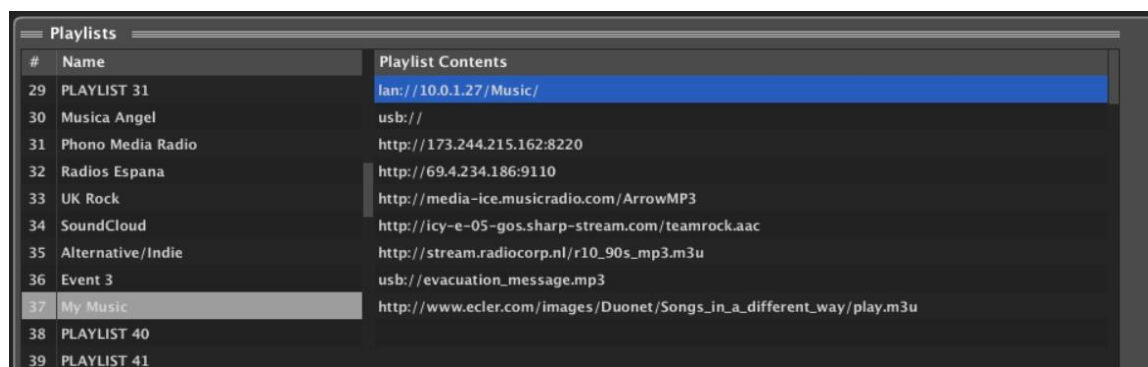 Playlists
# Name Playlist Contents
29 PLAYLIST 31 lan://10.0.1.27/Music/
30 Musica Angel usb://
31 Phono Media Radio http://173.244.215.162:8220
32 Radios Espana http://69.4.234.186:9110
33 UK Rock http://media-ice.musicradio.com/ArrowMP3
34 SoundCloud http://icy-e-05-gos.sharp-stream.com/teamrock.aac
35 Alternative/Indie http://stream.radiocorp.nl/r10_90s_mp3.m3u
36 Event 3 usb://evacuation_message.mp3
37 My Music http://www.ecler.com/images/Duonet/Songs_in_a_different_way/play.m3u
38 PLAYLIST 40
39 PLAYLIST 41